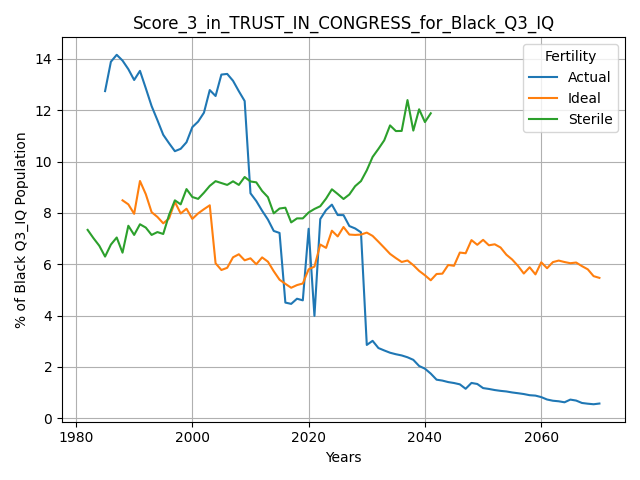 Score_3_in_TRUST_IN_CONGRESS_for_Black_Q3_IQ
Fertility
Actual
Ideal
Sterile
% of Black Q3_IQ Population
14
12
10
8
6
4
2
0
1980
2000
2020
2040
2060
Years